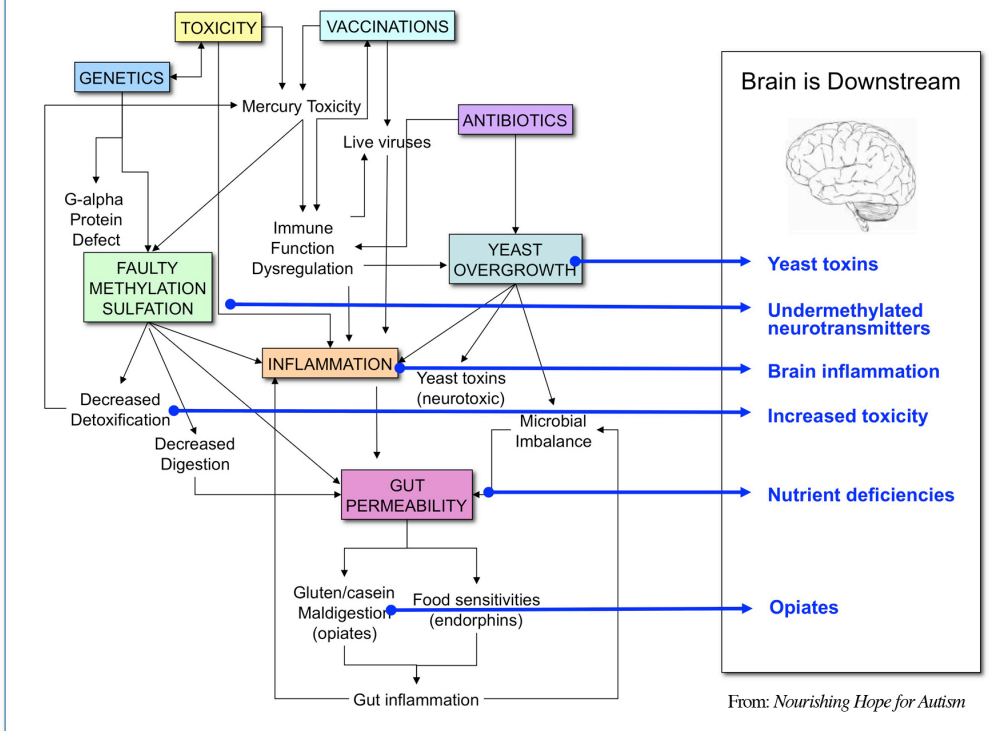 TOXICITY
VACCINATIONS
GENETICS
Mercury Toxicity
ANTIBIOTICS
Live viruses
G-alpha
Protein
Defect
Immune
Function
Dysregulation
YEAST
OVERGROWTH
FAULTY
METHYLATION
SULFATION
INFLAMMATION
Yeast toxins
(neurotoxic)
Decreased
Detoxification
Microbial
Imbalance
Decreased
Digestion
GUT
PERMEABILITY
Gluten/casein
Maldigestion
(opiates)
Food sensitivities
(endorphins)
Gut inflammation
Brain is Downstream
Yeast toxins
Undermethylated
neurotransmitters
Brain inflammation
Increased toxicity
Nutrient deficiencies
Opiates
From: Nourishing Hope for Autism